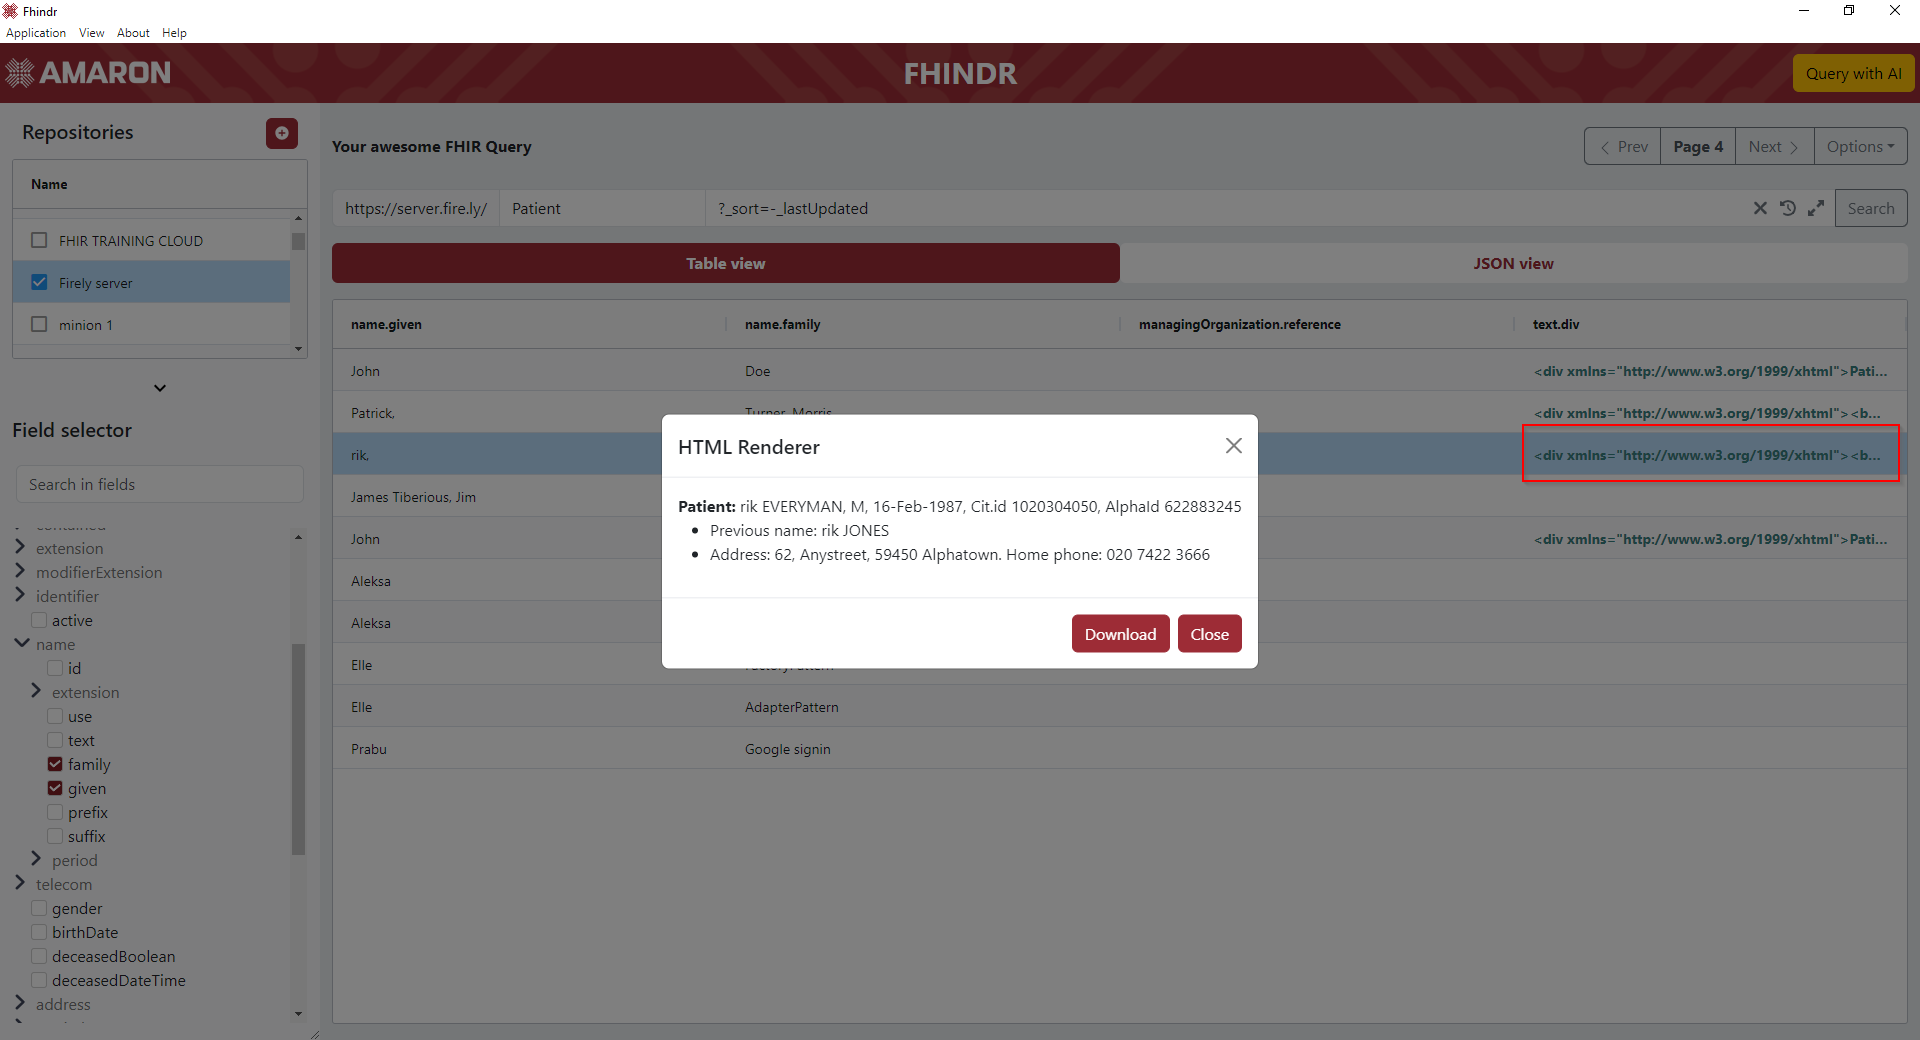 Fhindr
Application View About Help
AMARON
FHINDR
Query with AI
Repositories
Name
FHIR TRAINING CLOUD
Firely server
minion 1
Field selector
Search in fields
extension
modifierExtension
identifier
active
name
id
extension
use
text
family
given
prefix
suffix
period
telecom
gender
birthDate
deceasedBoolean
deceasedDateTime
address
Your awesome FHIR Query
Prev Page 4 Next Options
https://server.fire.ly/ Patient ?_sort=-_lastUpdated Search
Table view JSON view
name.given name.family managingOrganization.reference text.div
John Doe <div xmlns="http://www.w3.org/1999/xhtml">Pati...
Patrick, Turner, Morris <div xmlns="http://www.w3.org/1999/xhtml"><b...
rik, <div xmlns="http://www.w3.org/1999/xhtml"><b...
James Tiberious, Jim
John <div xmlns="http://www.w3.org/1999/xhtml">Pati...
Aleksa
Aleksa
Elle
Elle AdapterPattern
Prabu Google signin
HTML Renderer
Patient: rik EVERYMAN, M, 16-Feb-1987, Cit.id 1020304050, AlphaId 622883245
Previous name: rik JONES
Address: 62, Anystreet, 59450 Alphatown. Home phone: 020 7422 3666
Download Close